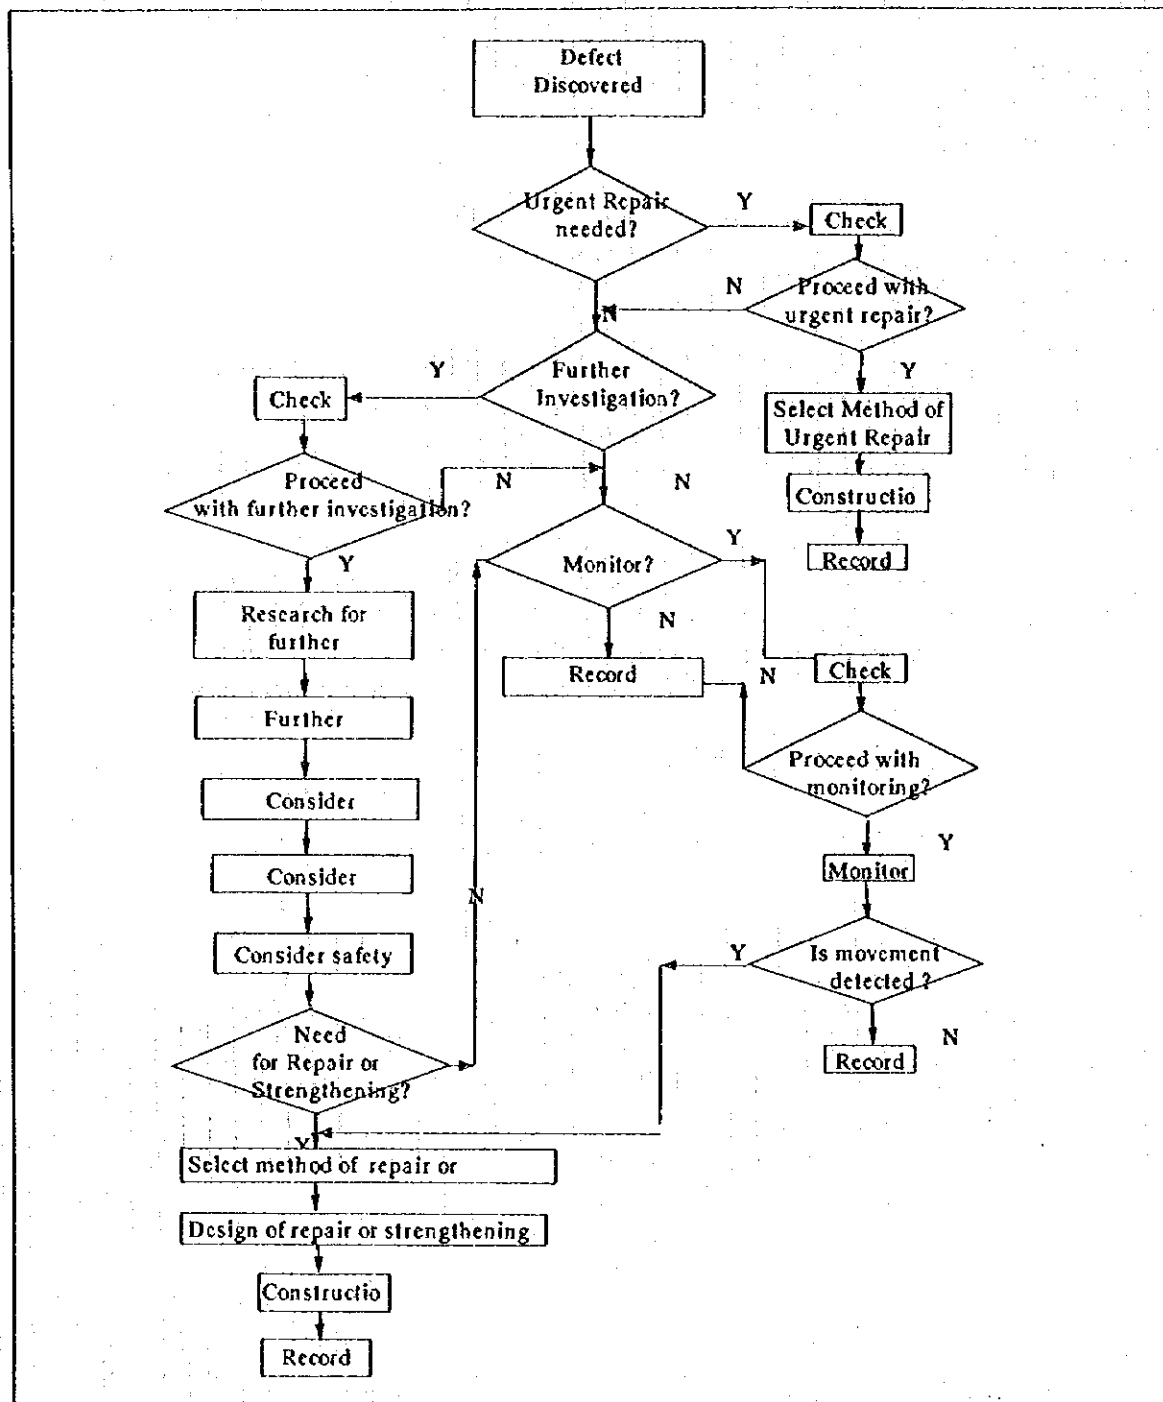 Defect
Discovered
Urgent Repair
needed?
Y
Check
N
Proceed with
urgent repair?
N
Y
Further
Investigation?
Y
Check
Select Method of
Urgent Repair
Proceed
with further investigation?
N
N
Constructio
Y
Record
Monitor?
Y
Research for
further
N
Record
N
Check
Further
Proceed with
monitoring?
Consider
Y
Monitor
Consider
N
Consider safety
Y
Is movement
detected ?
N
Need
for Repair or
Strengthening?
Record
Y
Select method of repair or
Design of repair or strengthening
Constructio
Record